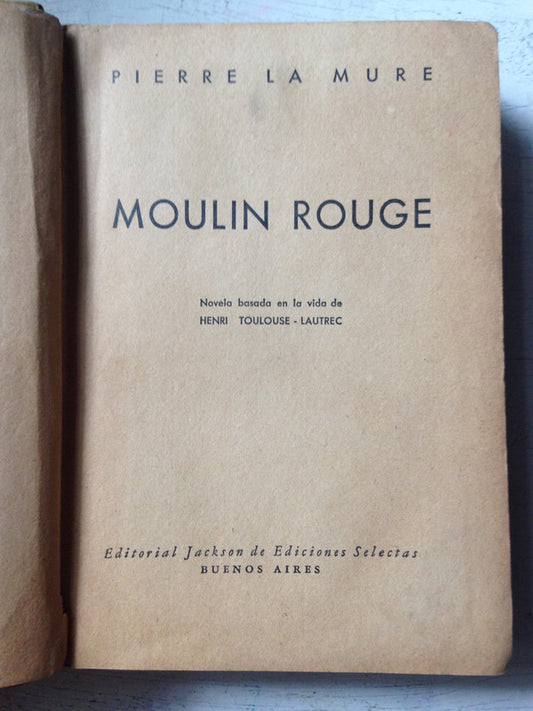 PIERRE LA MURE
MOULIN ROUGE
Novela basada en la vida de
HENRI TOULOUSE - LAUTREC
Editorial Jackson de Ediciones Selectas
BUENOS AIRES